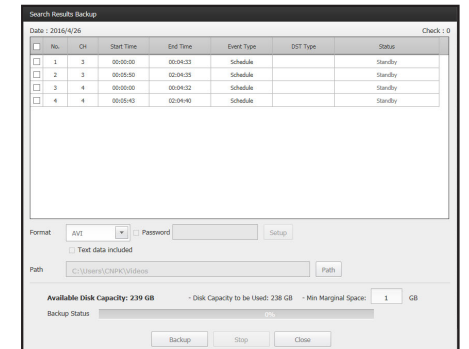 Search Results Backup
Date : 2016/4/26 Check : 0
No. CH Start Time End Time Event Type DST Type Status
1 3 00:00:00 00:04:33 Schedule Standby
2 3 00:05:50 02:04:35 Schedule Standby
3 4 00:00:00 00:04:32 Schedule Standby
4 4 00:05:43 02:04:40 Schedule Standby
Format AVI Password Setup
Text data included
Path C:\Users\CNPK\Videos Path
Available Disk Capacity: 239 GB - Disk Capacity to be Used: 238 GB - Min Marginal Space: 1 GB
Backup Status 0%
Backup Stop Close